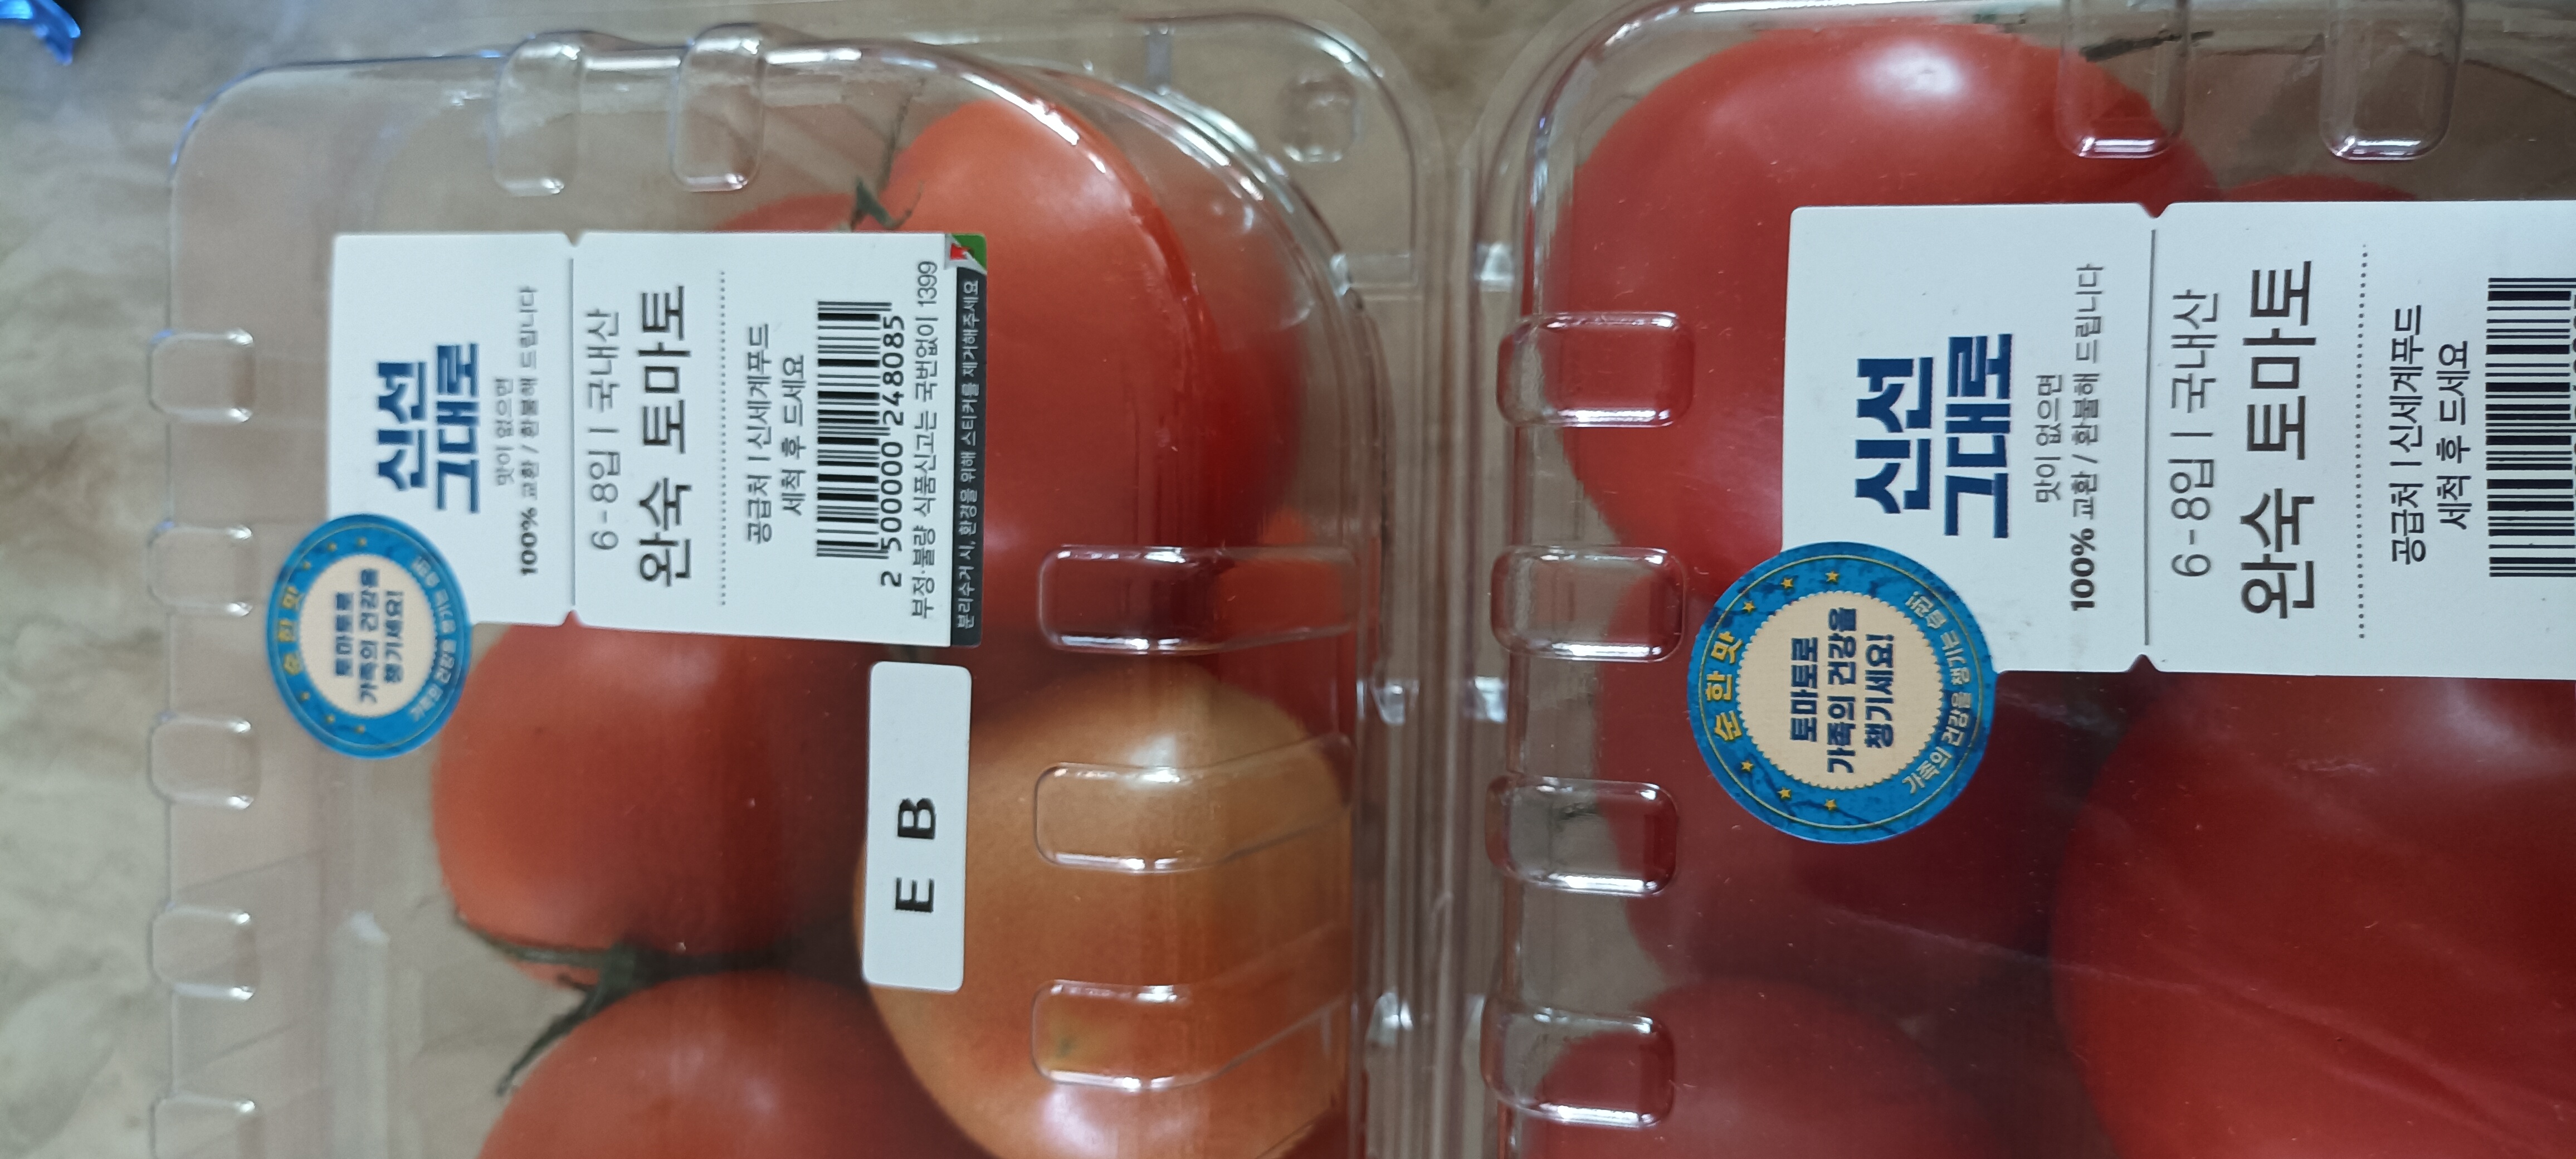 신선
그대로
맛이 없으면
100% 교환 / 환불해 드립니다
6-8입 | 국내산
완숙 토마토
공급처 | 신세계푸드
세척 후 드세요
2 500000 248085
부정·불량 식품신고는 국번없이 1399
분리수거 시, 환경을 위해 스티커를 제거해주세요
순한맛
토마토로
가족의 건강을
챙기세요!
가족의 건강을 챙기는 습관!
E B
신선
그대로
맛이 없으면
100% 교환 / 환불해 드립니다
6-8입 | 국내산
완숙 토마토
공급처 | 신세계푸드
세척 후 드세요
순한맛
토마토로
가족의 건강을
챙기세요!
가족의 건강을 챙기는 습관!